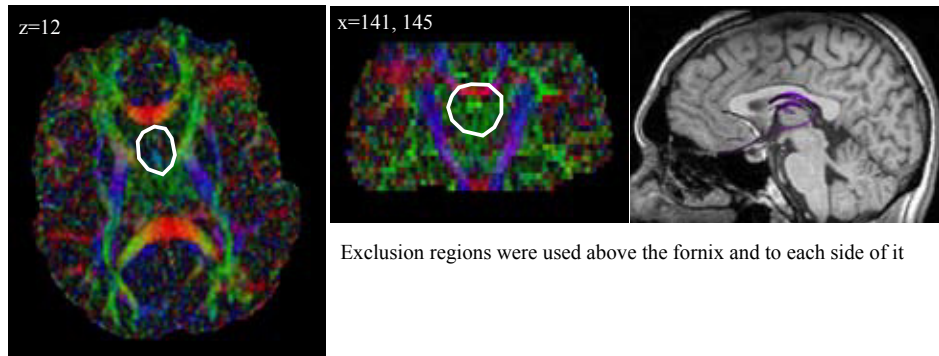 z=12
x=141, 145
Exclusion regions were used above the fornix and to each side of it